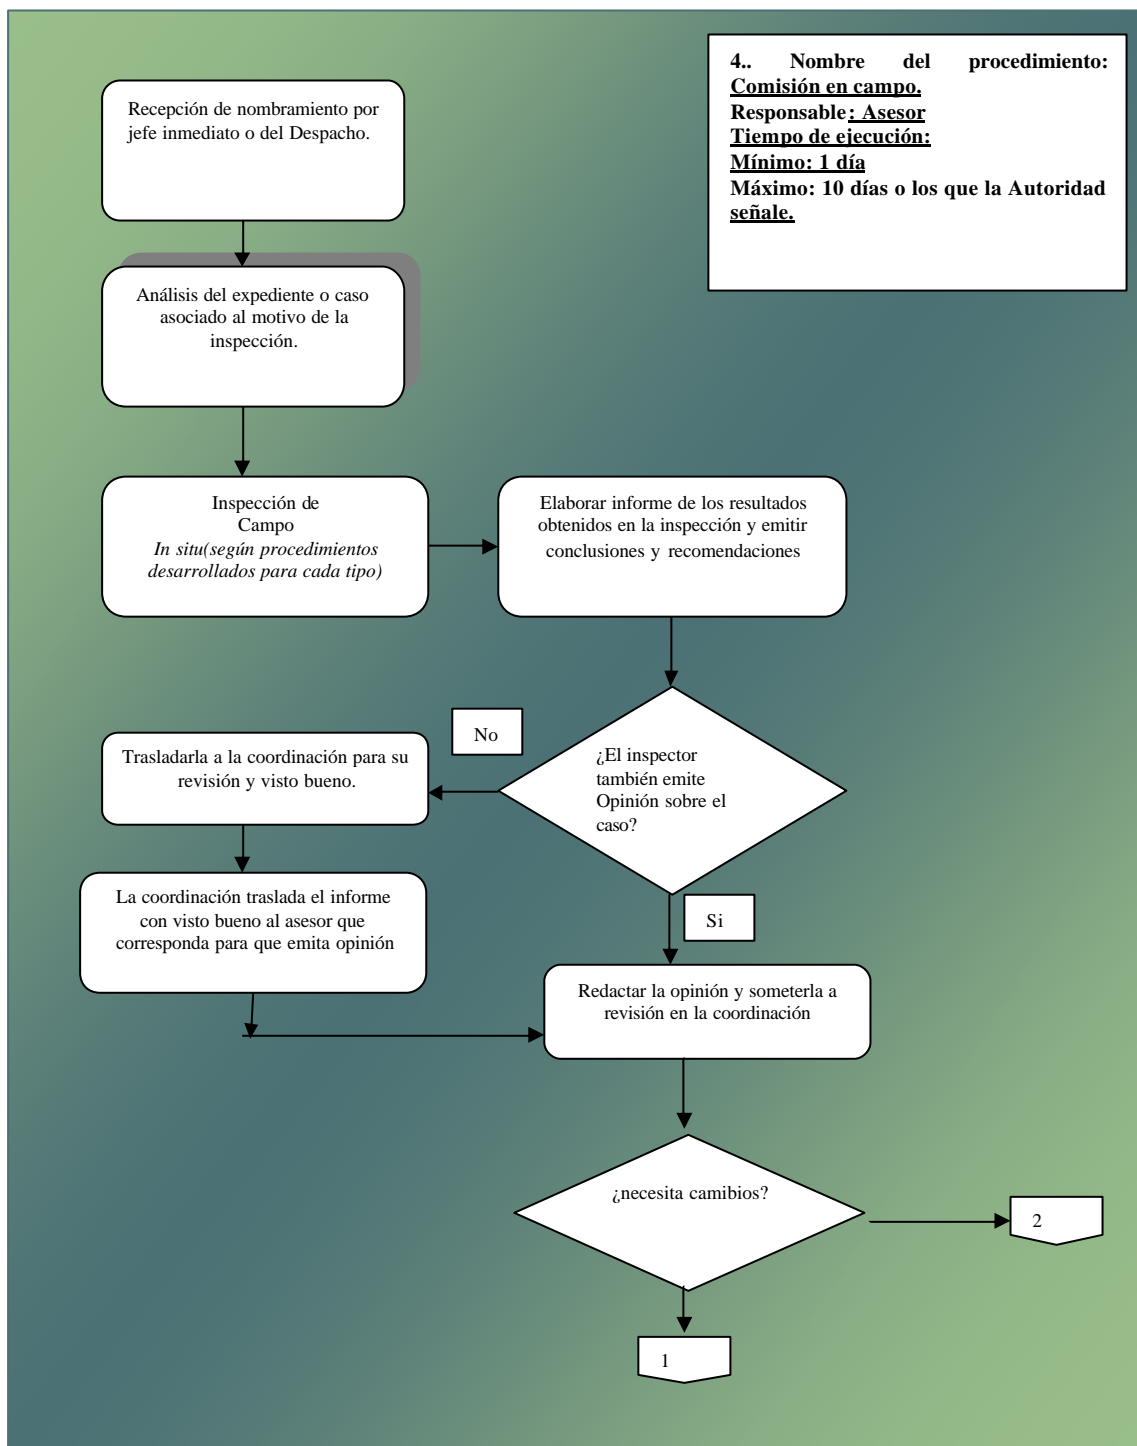 4.. Nombre del procedimiento:
Comisión en campo.
Responsable: Asesor
Tiempo de ejecución:
Mínimo: 1 día
Máximo: 10 días o los que la Autoridad
señale.
Recepción de nombramiento por
jefe inmediato o del Despacho.
Análisis del expediente o caso
asociado al motivo de la
inspección.
Inspección de
Campo
In situ(según procedimientos
desarrollados para cada tipo)
Elaborar informe de los resultados
obtenidos en la inspección y emitir
conclusiones y recomendaciones
¿El inspector
también emite
Opinión sobre el
caso?
No
Trasladarla a la coordinación para su
revisión y visto bueno.
La coordinación traslada el informe
con visto bueno al asesor que
corresponda para que emita opinión
Si
Redactar la opinión y someterla a
revisión en la coordinación
¿necesita camibios?
2
1